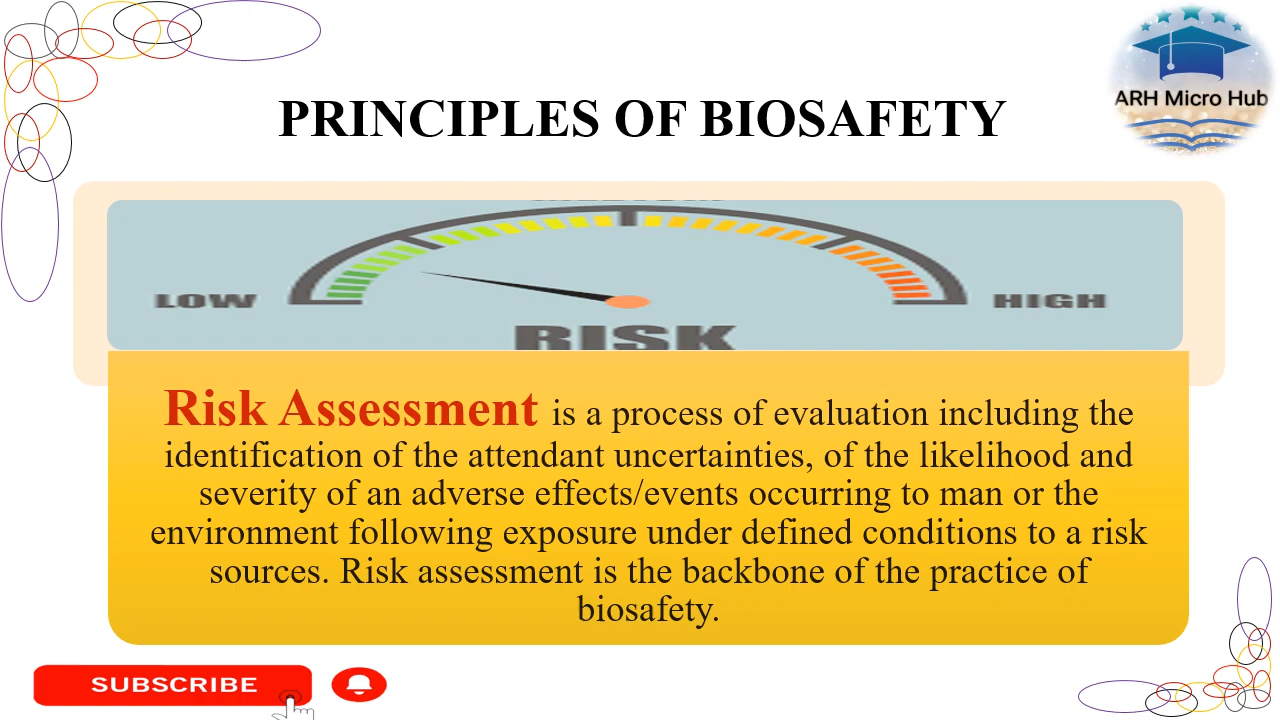 PRINCIPLES OF BIOSAFETY
ARH Micro Hub
LOW
HIGH
RISK
Risk Assessment is a process of evaluation including the
identification of the attendant uncertainties, of the likelihood and
severity of an adverse effects/events occurring to man or the
environment following exposure under defined conditions to a risk
sources. Risk assessment is the backbone of the practice of
biosafety.
SUBSCRIBE